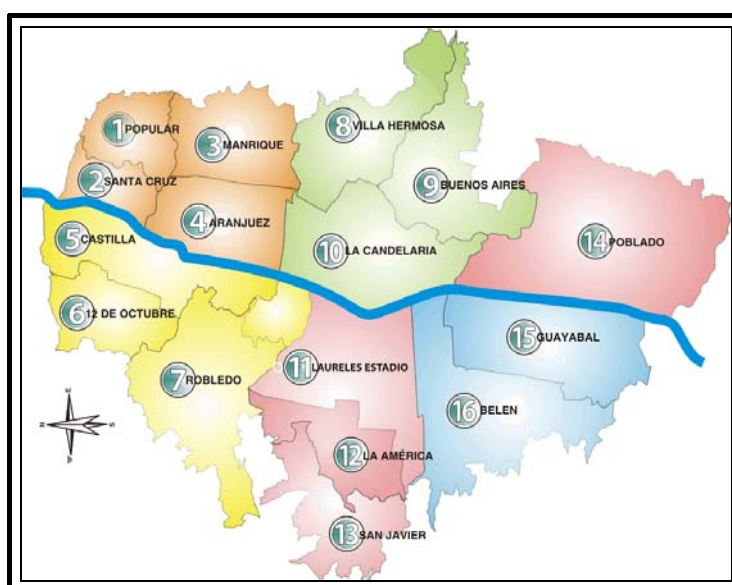 1 POPULAR
2 SANTA CRUZ
3 MANRIQUE
4 ARANJUEZ
5 CASTILLA
6 12 DE OCTUBRE
7 ROBLEDO
8 VILLA HERMOSA
9 BUENOS AIRES
10 LA CANDELARIA
11 LAURELES ESTADIO
12 LA AMÉRICA
13 SAN JAVIER
14 POBLADO
15 GUAYABAL
16 BELEN